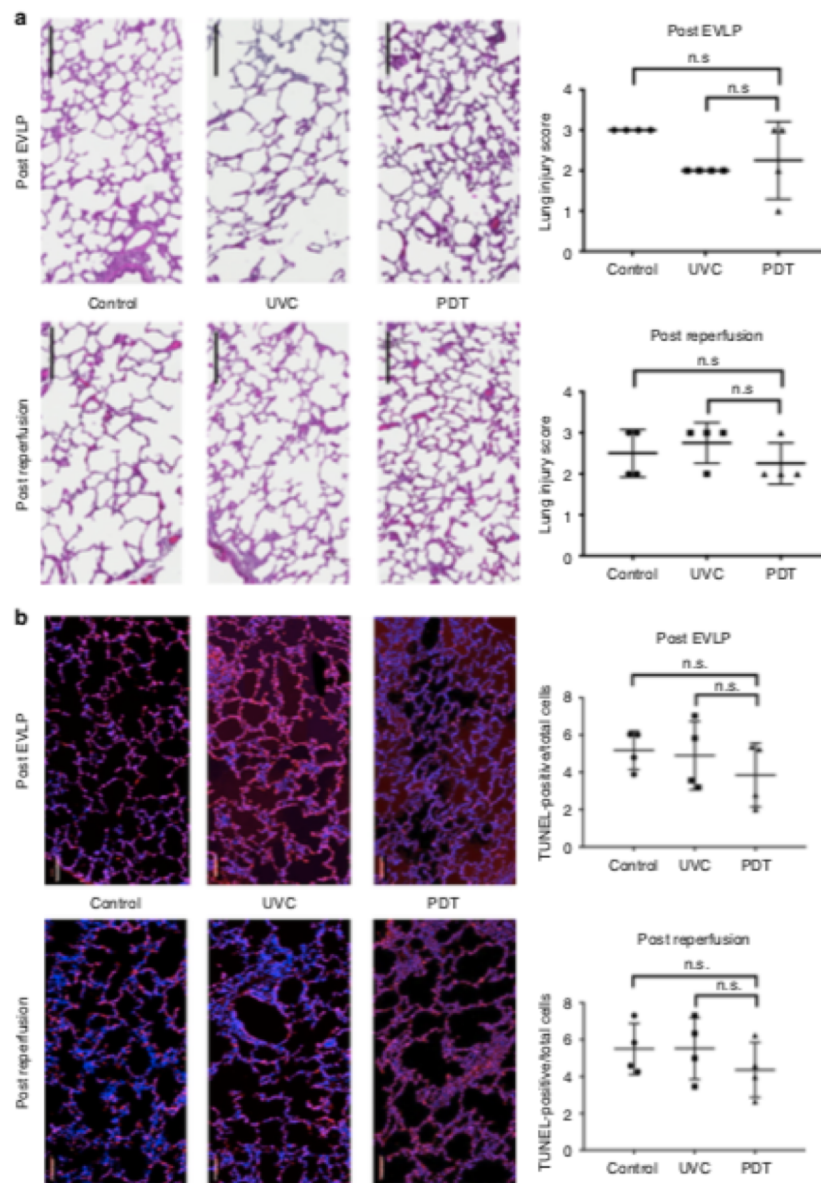 a
Post EVLP
Post EVLP
n.s
n.s
Lung injury score
4
3
2
1
0
Control UVC PDT
Control UVC PDT
Post reperfusion
Post reperfusion
n.s
n.s
Lung injury score
4
3
2
1
0
Control UVC PDT
b
Post EVLP
Post EVLP
n.s.
n.s.
TUNEL-positive/total cells
8
6
4
2
0
Control UVC PDT
Control UVC PDT
Post reperfusion
Post reperfusion
n.s.
n.s.
TUNEL-positive/total cells
8
6
4
2
0
Control UVC PDT